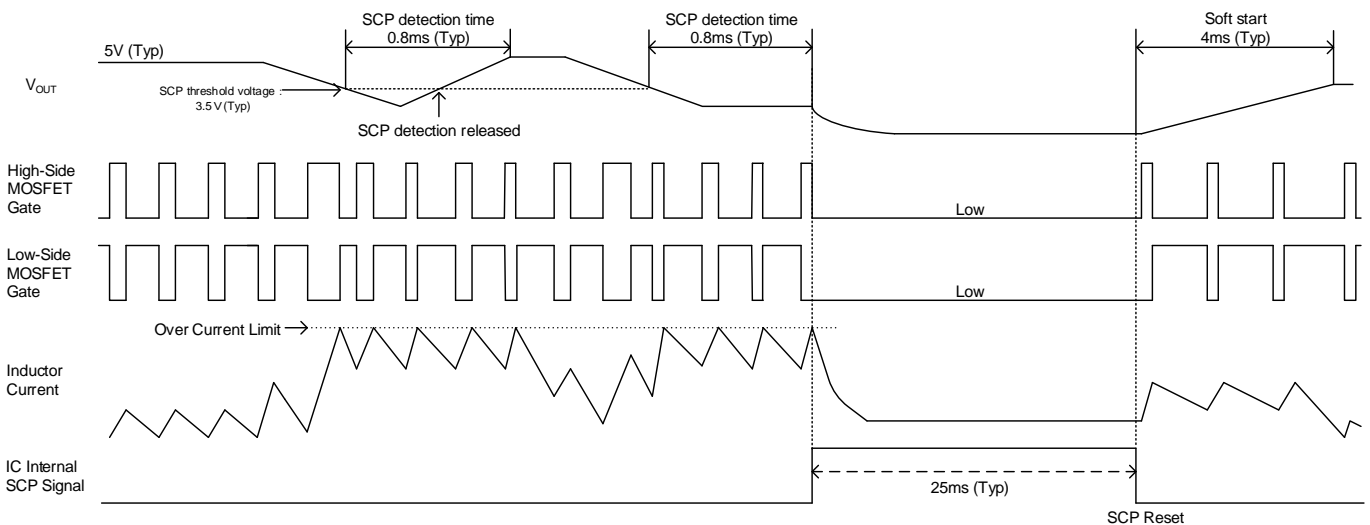 SCP detection time
0.8ms (Typ)
SCP detection time
0.8ms (Typ)
Soft start
4ms (Typ)
5V (Typ)
VOUT
SCP threshold voltage :
3.5 V (Typ)
SCP detection released
High-Side
MOSFET
Gate
Low
Low-Side
MOSFET
Gate
Low
Over Current Limit
Inductor
Current
IC Internal
SCP Signal
25ms (Typ)
SCP Reset